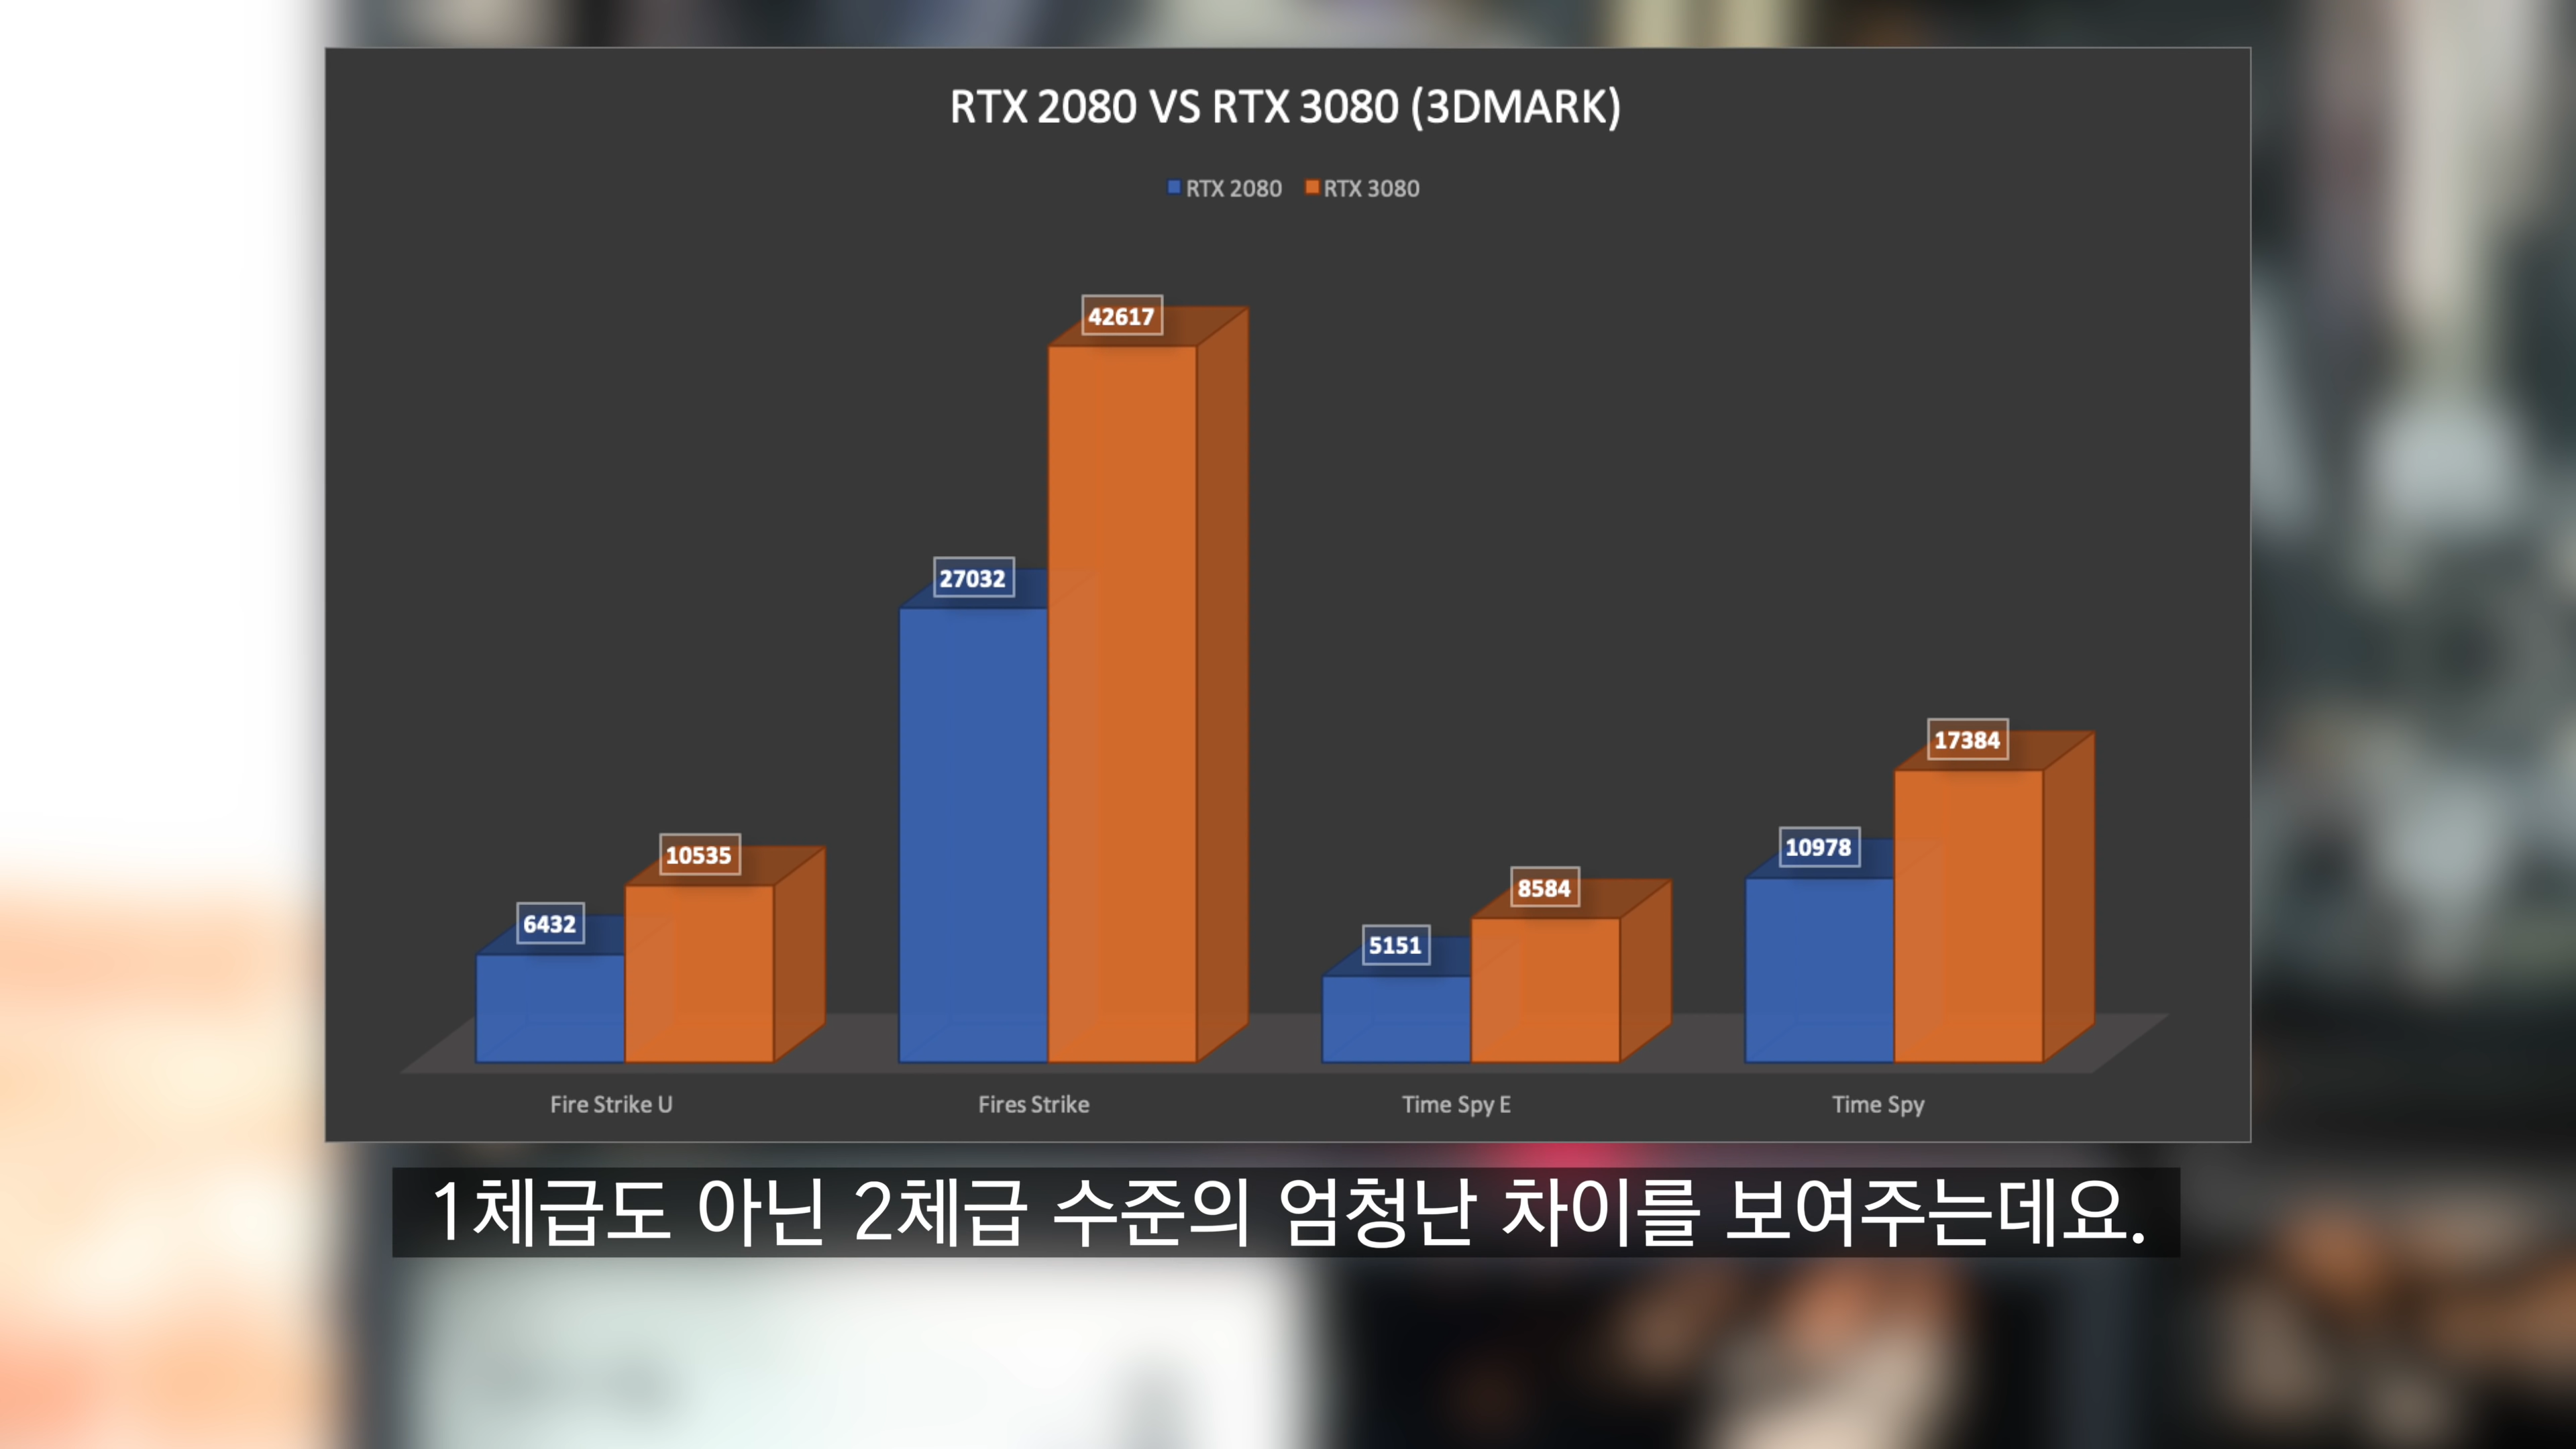 RTX 2080 VS RTX 3080 (3DMARK)
RTX 2080 RTX 3080
42617
27032
17384
10535
10978
8584
6432
5151
Fire Strike U Fires Strike Time Spy E Time Spy
1체급도 아닌 2체급 수준의 엄청난 차이를 보여주는데요.